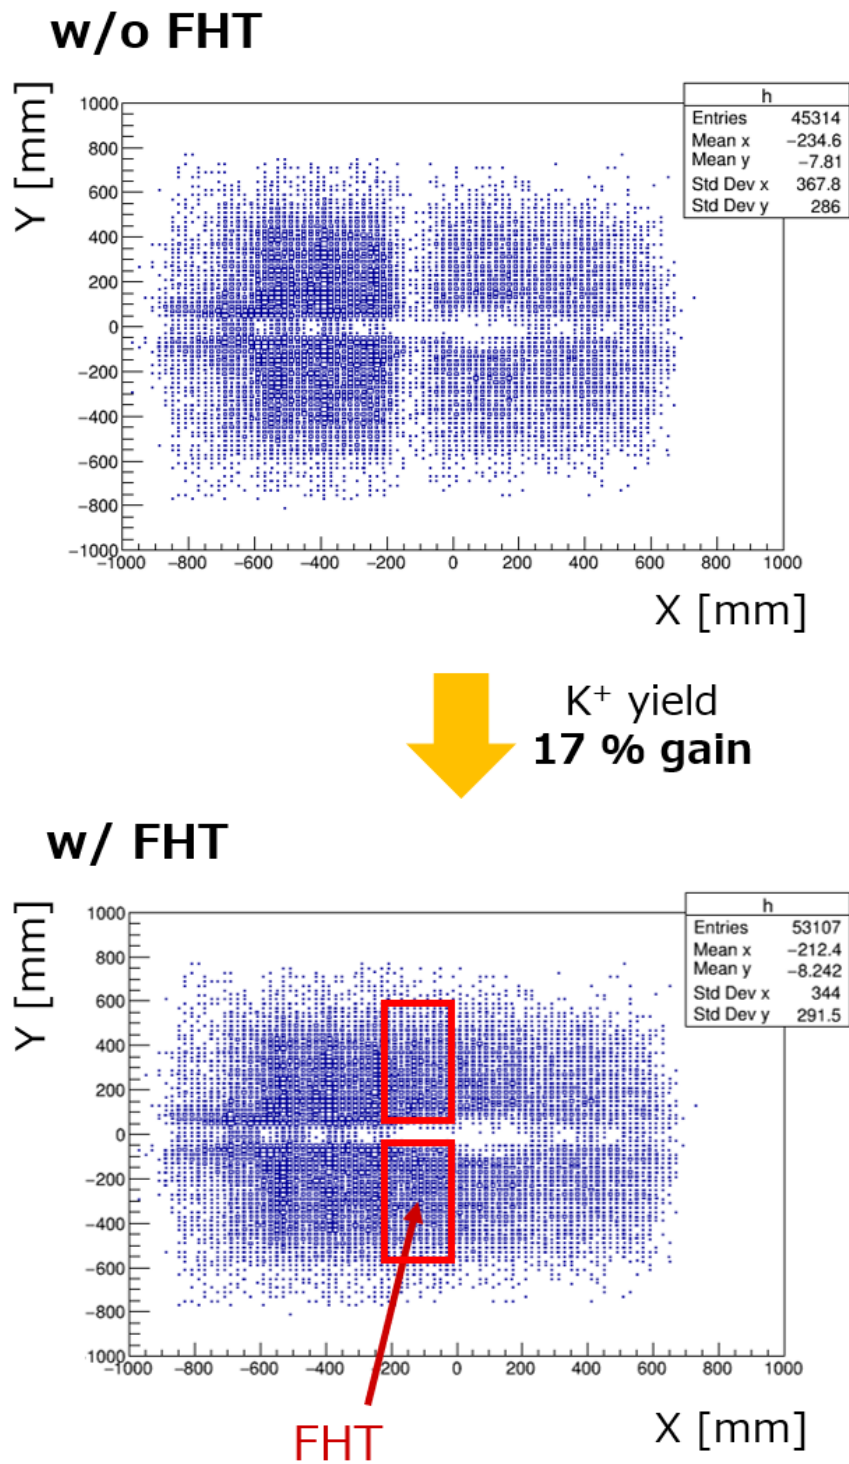 w/o FHT
Y [mm]
h
Entries 45314
Mean x −234.6
Mean y −7.81
Std Dev x 367.8
Std Dev y 286
1000
800
600
400
200
0
−200
−400
−600
−800
−1000
−1000 −800 −600 −400 −200 0 200 400 600 800 1000
X [mm]
K⁺ yield
17 % gain
w/ FHT
Y [mm]
h
Entries 53107
Mean x −212.4
Mean y −8.242
Std Dev x 344
Std Dev y 291.5
1000
800
600
400
200
0
−200
−400
−600
−800
-1000
−1000 −800 −600 −400 −200 0 200 400 600 800 1000
FHT
X [mm]